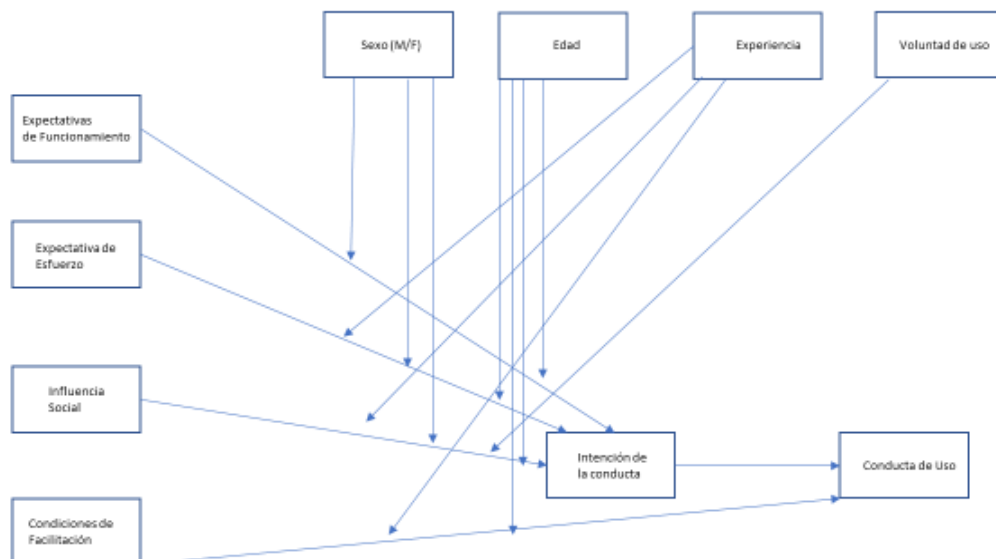 Sexo (M/F)
Edad
Experiencia
Voluntad de uso
Expectativas
de Funcionamiento
Expectativa de
Esfuerzo
Influencia
Social
Intención de
la conducta
Conducta de Uso
Condiciones de
Facilitación